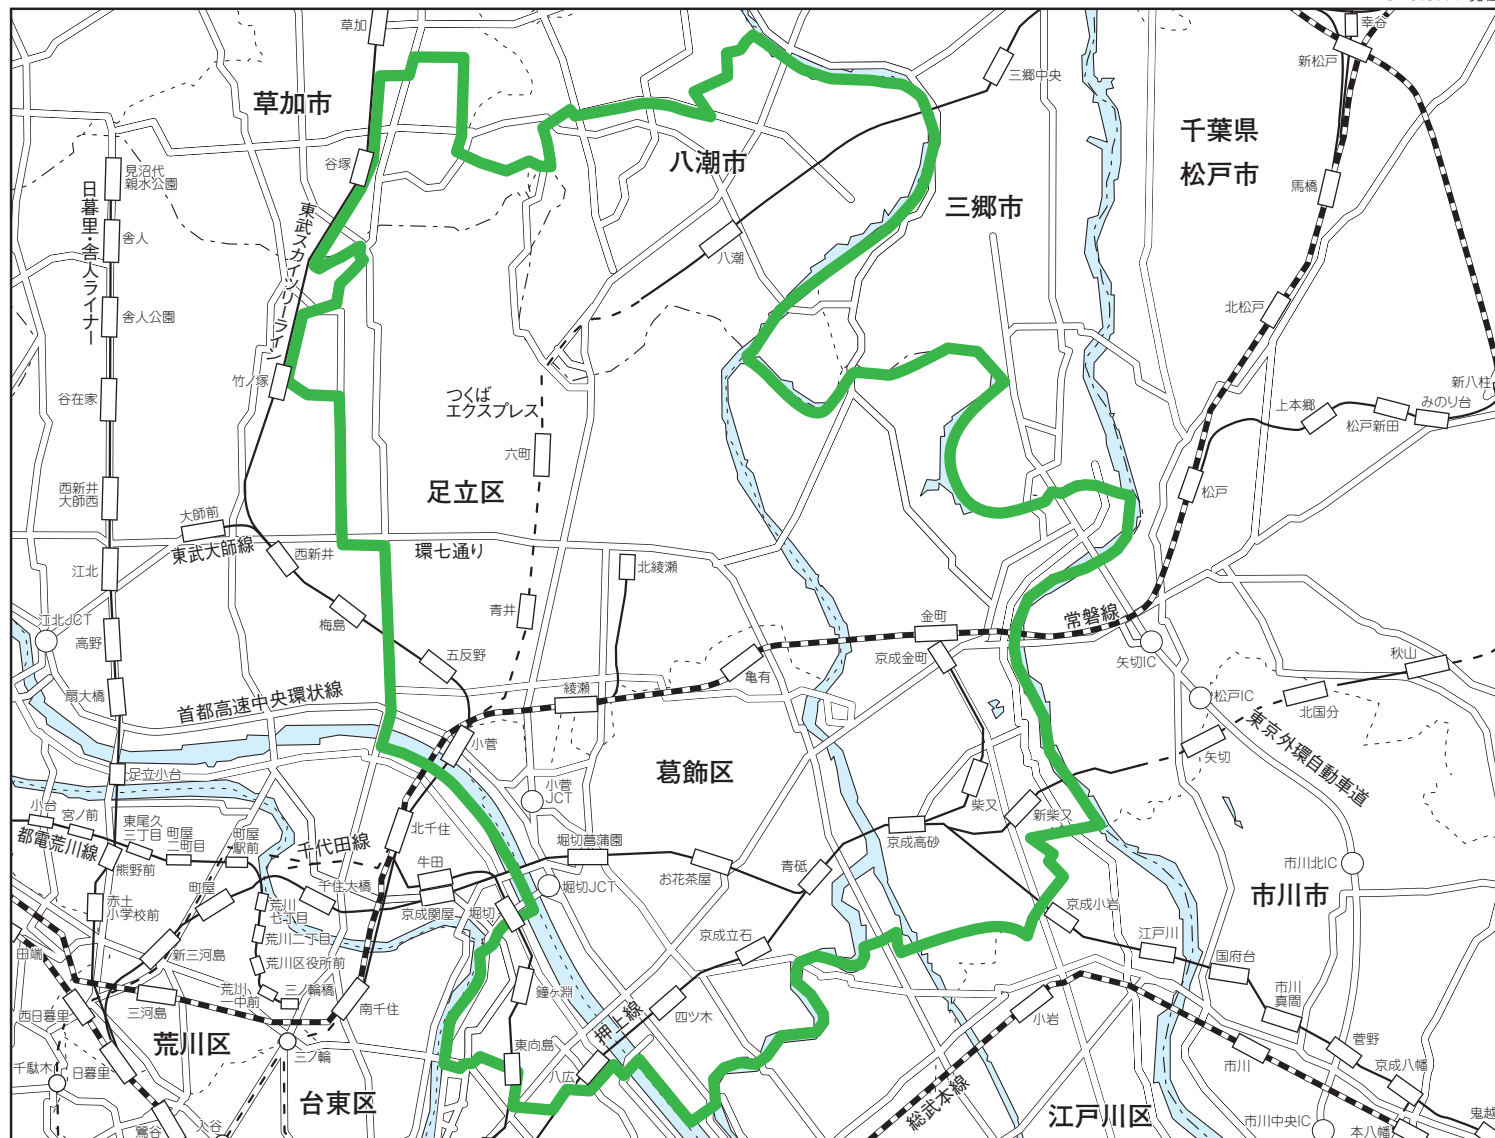 草加
幸谷
新松戸
三郷中央
草加市
千葉県
松戸市
谷塚
八潮市
見沼代
親水公園
馬橋
日暮里・舎人ライナー
三郷市
東武スカイツリーライン
舎人
八潮
舎人公園
北松戸
竹ノ塚
つくば
エクスプレス
谷在家
新八柱
みのり台
上本郷
松戸新田
六町
足立区
西新井
大師西
松戸
大師前
東武大師線
西新井
環七通り
江北
北綾瀬
青井
梅島
江北JCT
高野
金町
常磐線
京成金町
矢切IC
五反野
亀有
秋山
扇大橋
首都高速中央環状線
綾瀬
松戸IC
北国分
小菅
東京外環自動車道
矢切
葛飾区
足立小台
小菅
JCT
柴又
新柴又
小台
宮ノ前
東尾久
三丁目
町屋
二丁目
町屋
駅前
千代田線
北千住
都電荒川線
熊野前
堀切菖蒲園
京成高砂
市川北IC
牛田
お花茶屋
青砥
町屋
千住大橋
堀切JCT
市川市
赤土
小学校前
荒川
七丁目
京成関屋
堀切
京成小岩
荒川二丁目
京成立石
江戸川
田端
新三河島
荒川区役所前
国府台
荒川
一中前
三ノ輪橋
鐘ヶ淵
市川
真間
西日暮里
三河島
南千住
四ツ木
小岩
押上線
荒川区
三ノ輪
東向島
菅野
千駄木
日暮里
八広
市川
京成八幡
台東区
総武本線
江戸川区
市川中央IC
鬼越
鶯谷
入谷
本八幡